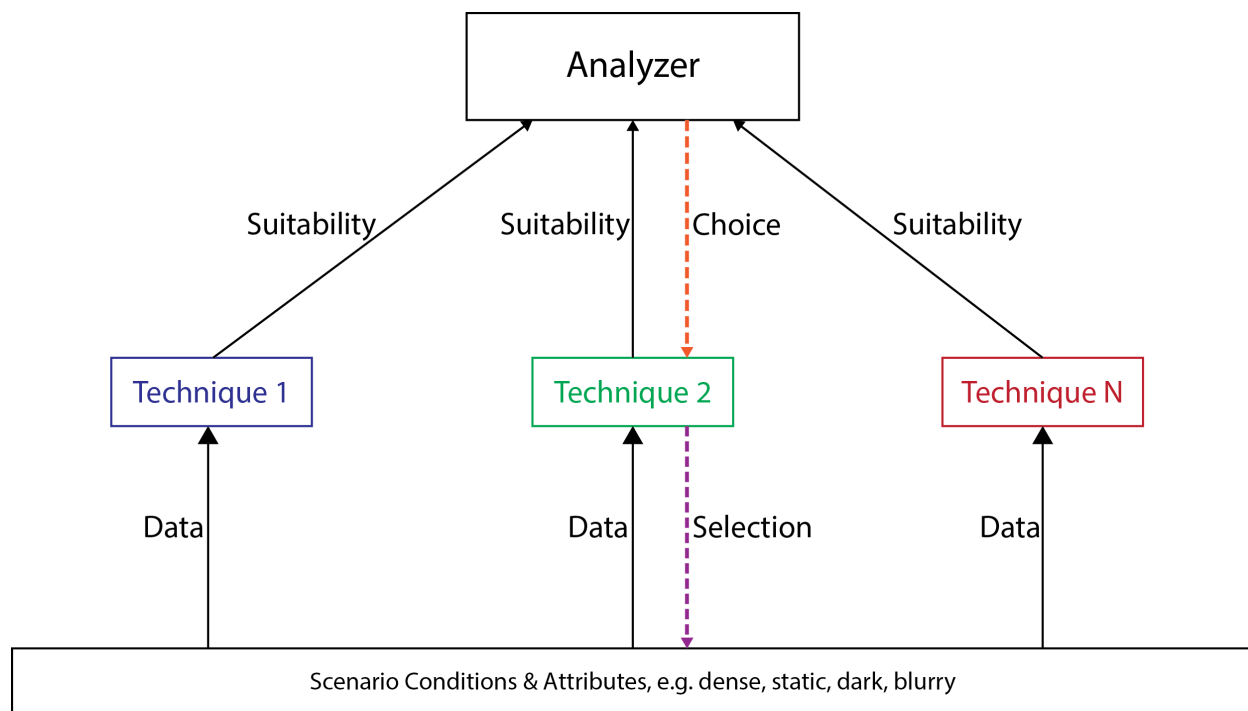 Analyzer
Suitability
Suitability
Choice
Suitability
Technique 1
Technique 2
Technique N
Data
Data
Selection
Data
Scenario Conditions & Attributes, e.g. dense, static, dark, blurry